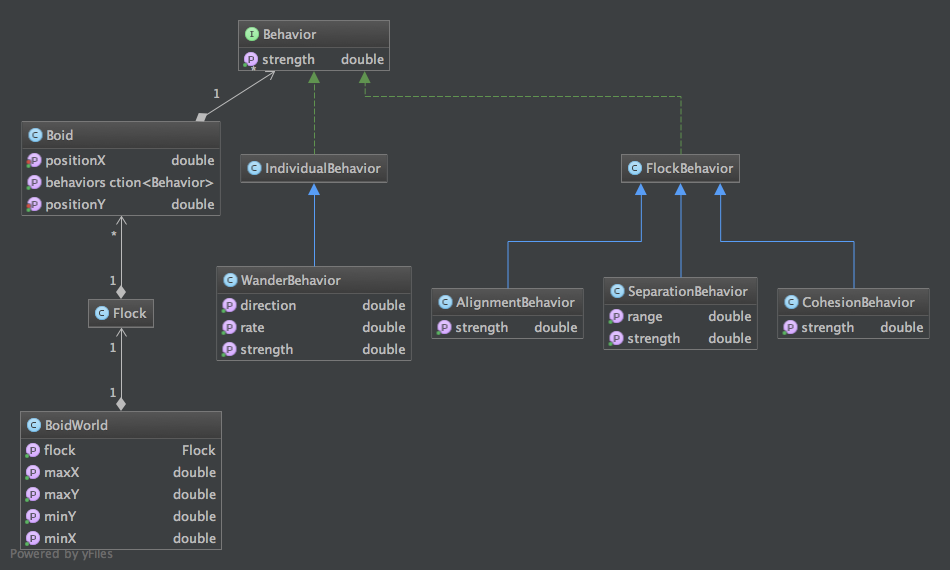 I Behavior
P strength double
*
1
C Boid
P positionX double
P behaviors ction<Behavior>
P positionY double
C IndividualBehavior
C FlockBehavior
*
1
C Flock
C WanderBehavior
P direction double
P rate double
P strength double
C AlignmentBehavior
P strength double
C SeparationBehavior
P range double
P strength double
C CohesionBehavior
P strength double
1
1
C BoidWorld
P flock Flock
P maxX double
P maxY double
P minY double
P minX double
Powered by yFiles